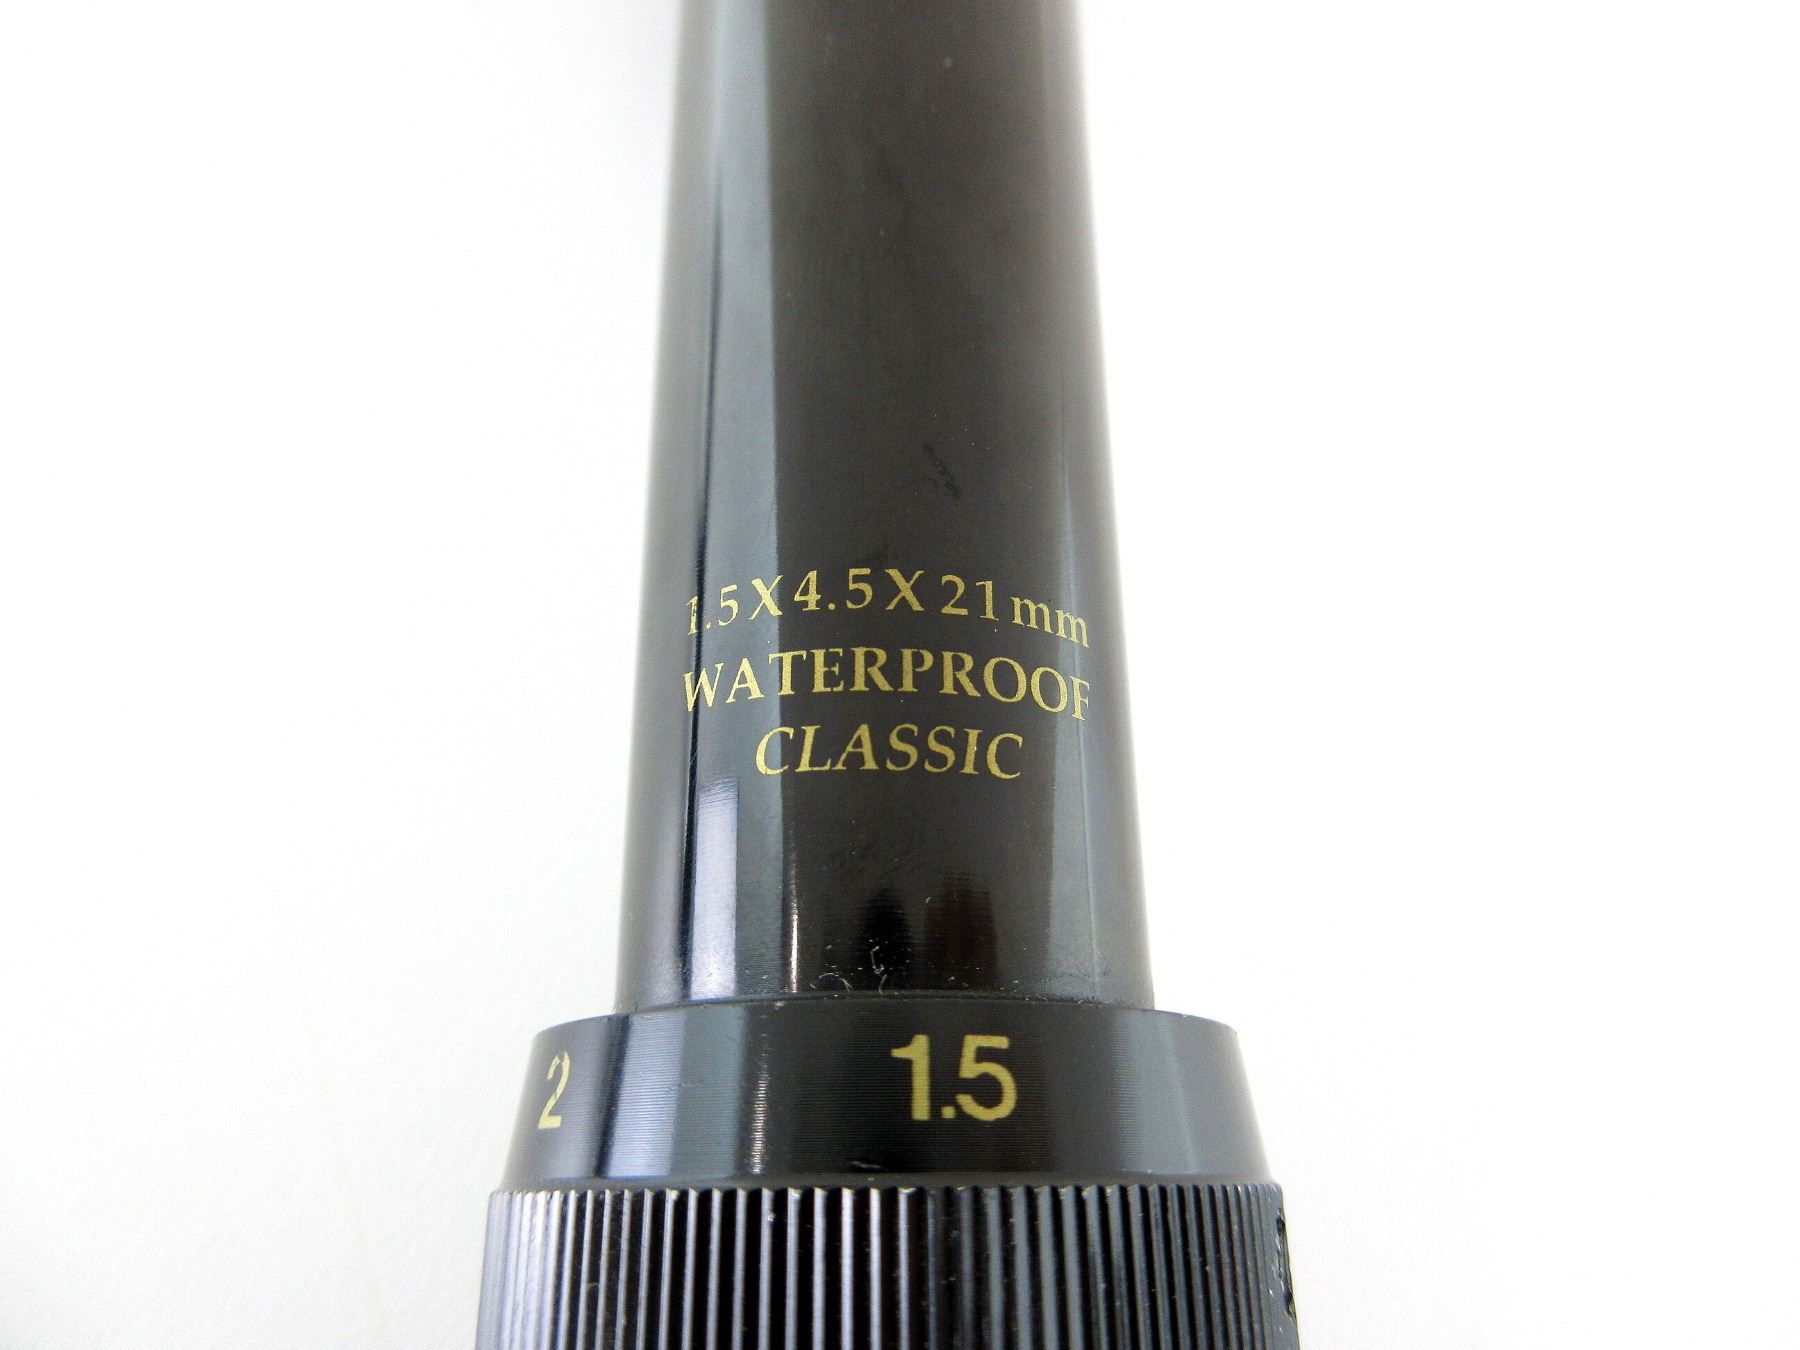 1.5X4.5X21mm
WATERPROOF
CLASSIC
2 1.5